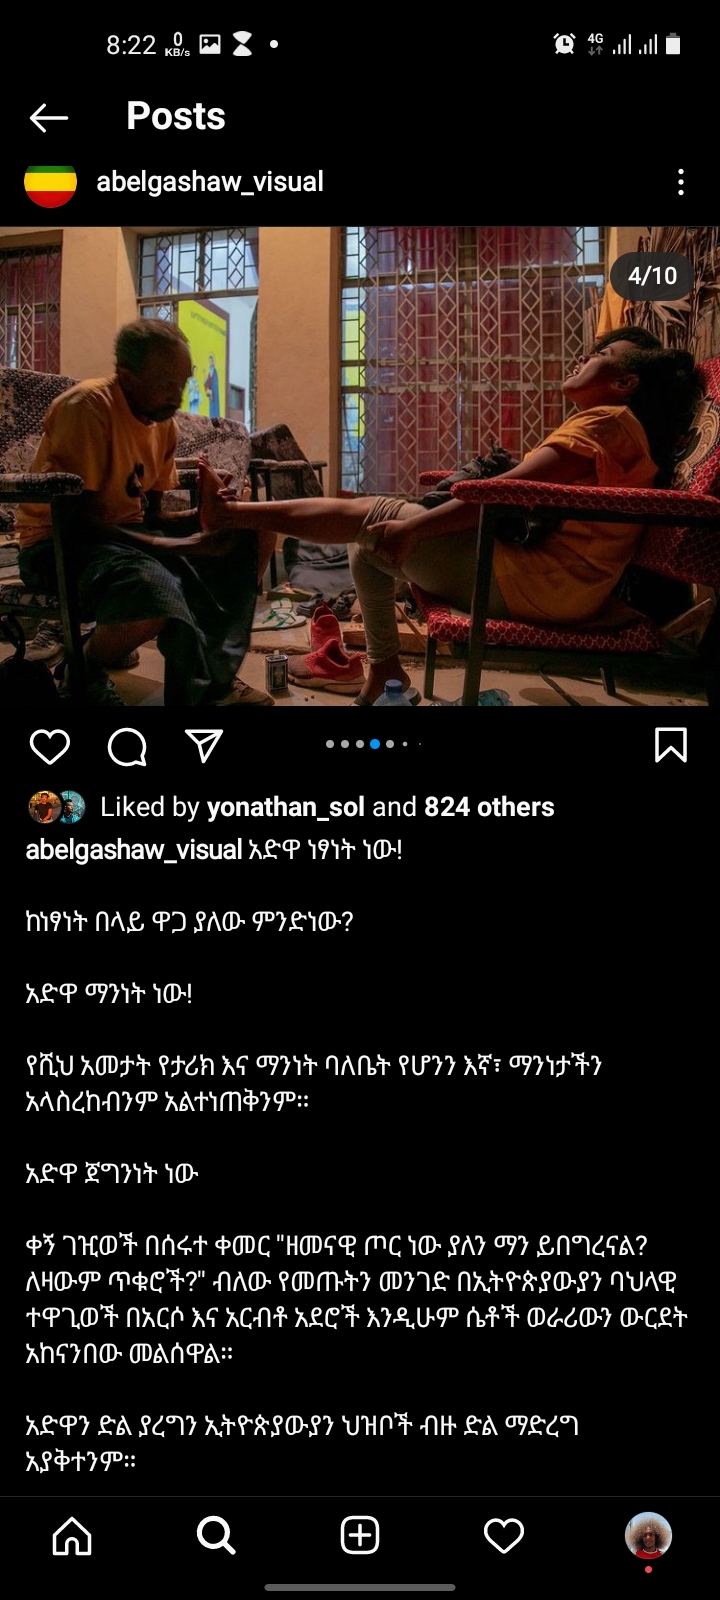 8:22 0 KB/s 4G
Posts
abelgashaw_visual
4/10
Liked by yonathan_sol and 824 others
abelgashaw_visual አድዋ ነፃነት ነው!
ከነፃነት በላይ ዋጋ ያለው ምንድነው?
አድዋ ማንነት ነው!
የሺህ አመታት የታሪክ እና ማንነት ባለቤት የሆንን እኛ፣ ማንነታችን
አላስረከብንም አልተነጠቅንም።
አድዋ ጀግንነት ነው
ቀኝ ገዢወች በሰሩተ ቀመር "ዘመናዊ ጦር ነው ያለን ማን ይበግረናል?
ለዛውም ጥቁሮች?" ብለው የመጡትን መንገድ በኢትዮጵያውያን ባህላዊ
ተዋጊወች በአርሶ እና አርብቶ አደሮች እንዲሁም ሴቶች ወራሪውን ውርደት
አከናንበው መልሰዋል።
አድዋን ድል ያረግን ኢትዮጵያውያን ህዝቦች ብዙ ድል ማድረግ
አያቅተንም።